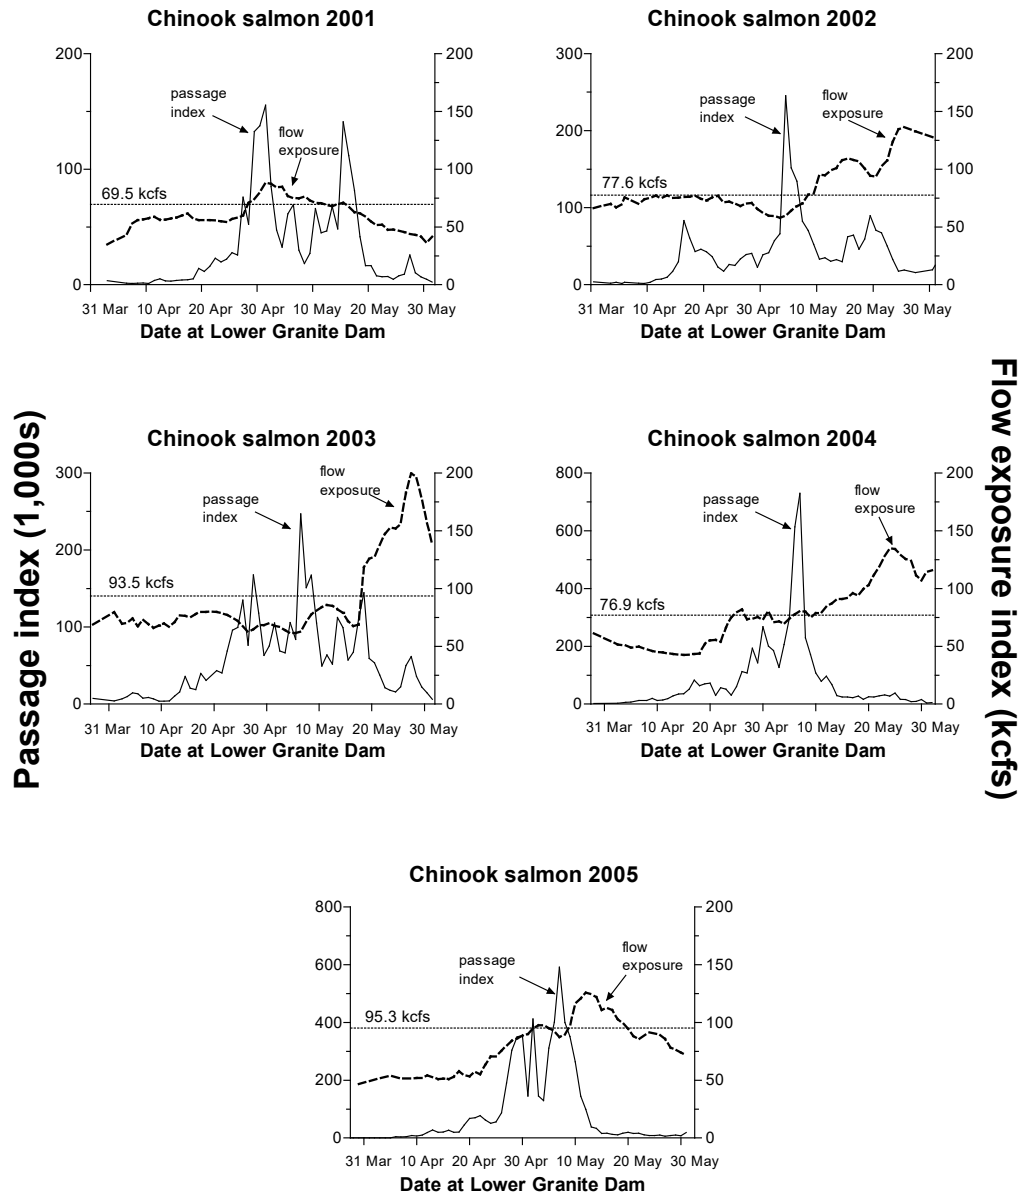 Chinook salmon 2001
200
100
0
200
150
100
50
0
passage
index
flow
exposure
69.5 kcfs
31 Mar 10 Apr 20 Apr 30 Apr 10 May 20 May 30 May
Date at Lower Granite Dam
Chinook salmon 2002
300
200
100
0
200
150
100
50
0
passage
index
flow
exposure
77.6 kcfs
31 Mar 10 Apr 20 Apr 30 Apr 10 May 20 May 30 May
Date at Lower Granite Dam
Passage index (1,000s)
Flow exposure index (kcfs)
Chinook salmon 2003
300
200
100
0
200
150
100
50
0
flow
exposure
passage
index
93.5 kcfs
31 Mar 10 Apr 20 Apr 30 Apr 10 May 20 May 30 May
Date at Lower Granite Dam
Chinook salmon 2004
800
600
400
200
0
200
150
100
50
0
passage
index
flow
exposure
76.9 kcfs
31 Mar 10 Apr 20 Apr 30 Apr 10 May 20 May 30 May
Date at Lower Granite Dam
Chinook salmon 2005
800
600
400
200
0
200
150
100
50
0
passage
index
flow
exposure
95.3 kcfs
31 Mar 10 Apr 20 Apr 30 Apr 10 May 20 May 30 May
Date at Lower Granite Dam